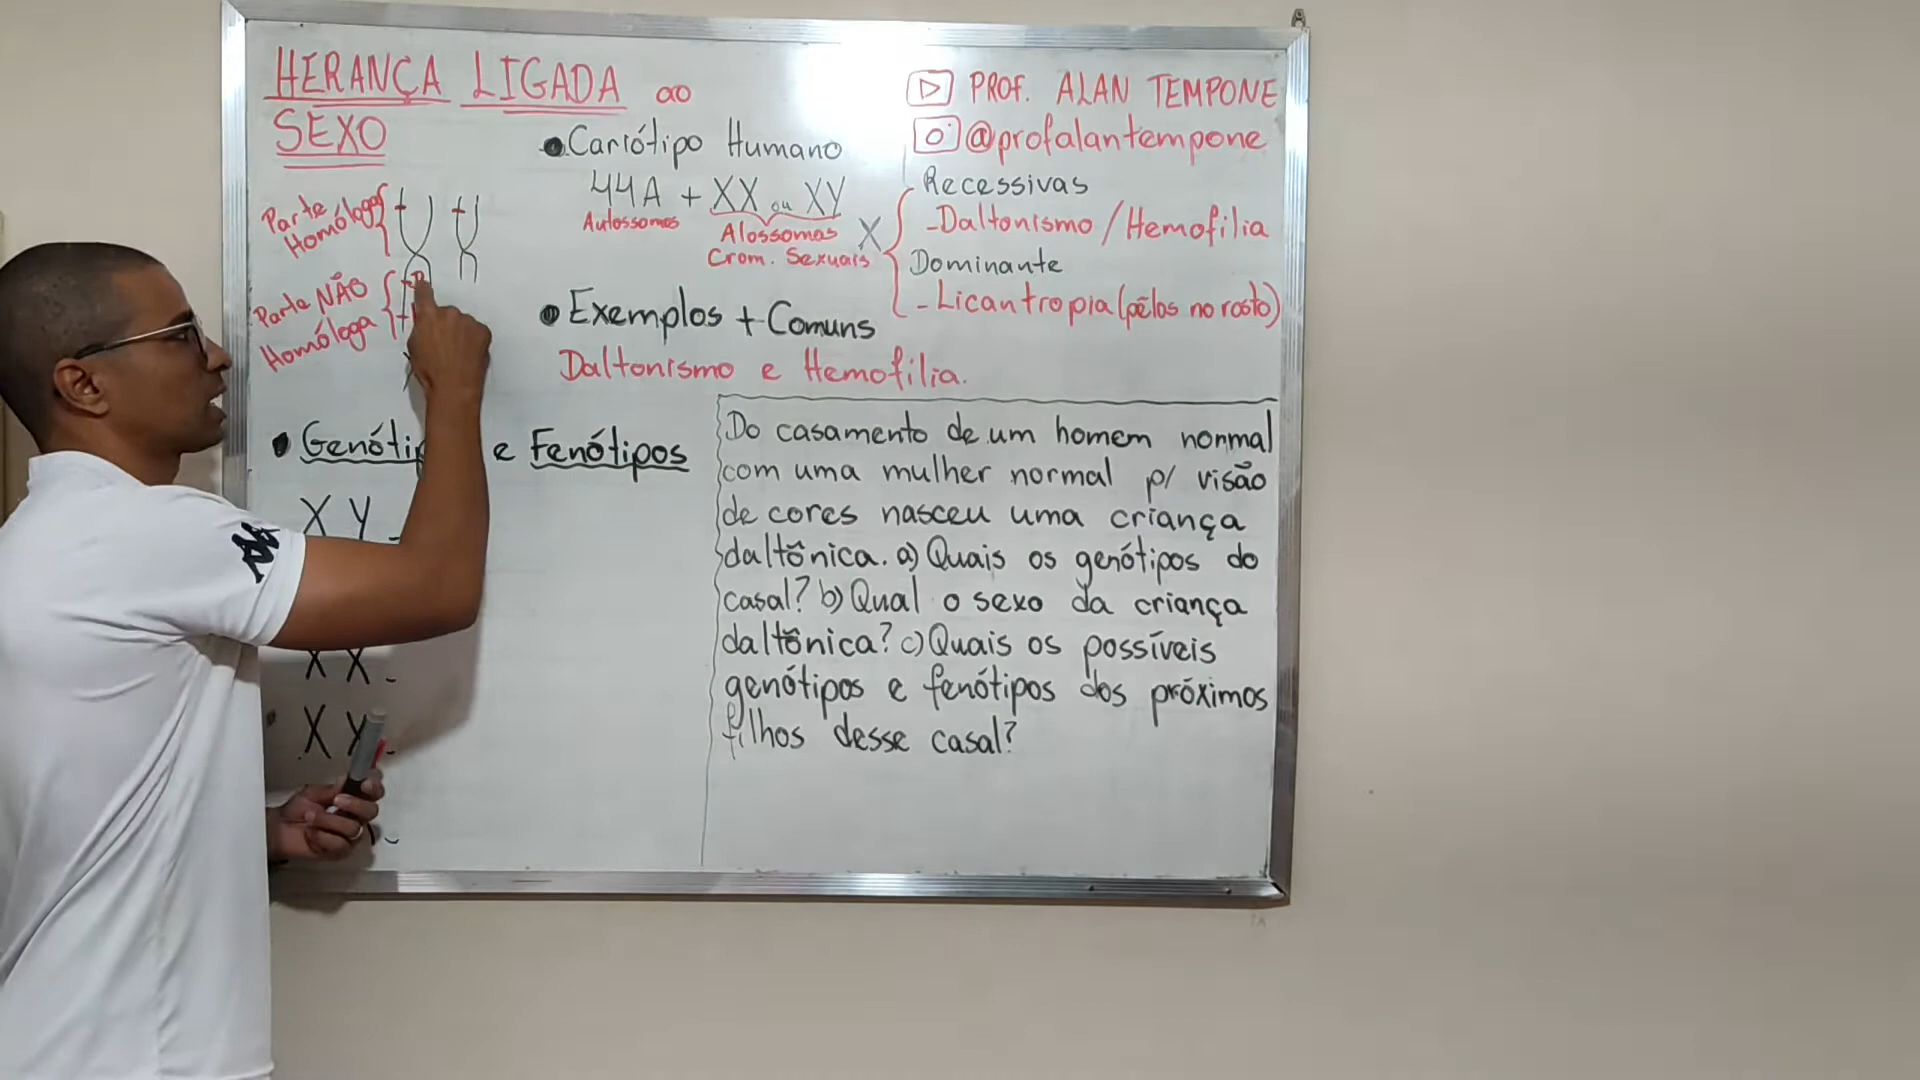 HERANÇA LIGADA ao
SEXO
PROF. ALAN TEMPONE
@profalantempone
Parte
Homóloga
Parte NÃO
Homóloga
Cariótipo Humano
44A + XX ou XY
Autossomos
Alossomas
Crom. Sexuais
X
Recessivas
-Daltonismo / Hemofilia
Dominante
-Licantropia (pêlos no rosto)
Exemplos + Comuns
Daltonismo e Hemofilia.
e Fenótipos
X Y -
X X -
X Y -
Do casamento de um homem normal
com uma mulher normal p/ visão
de cores nasceu uma criança
daltônica. a) Quais os genótipos do
casal? b) Qual o sexo da criança
daltônica? c) Quais os possíveis
genótipos e fenótipos dos próximos
filhos desse casal?